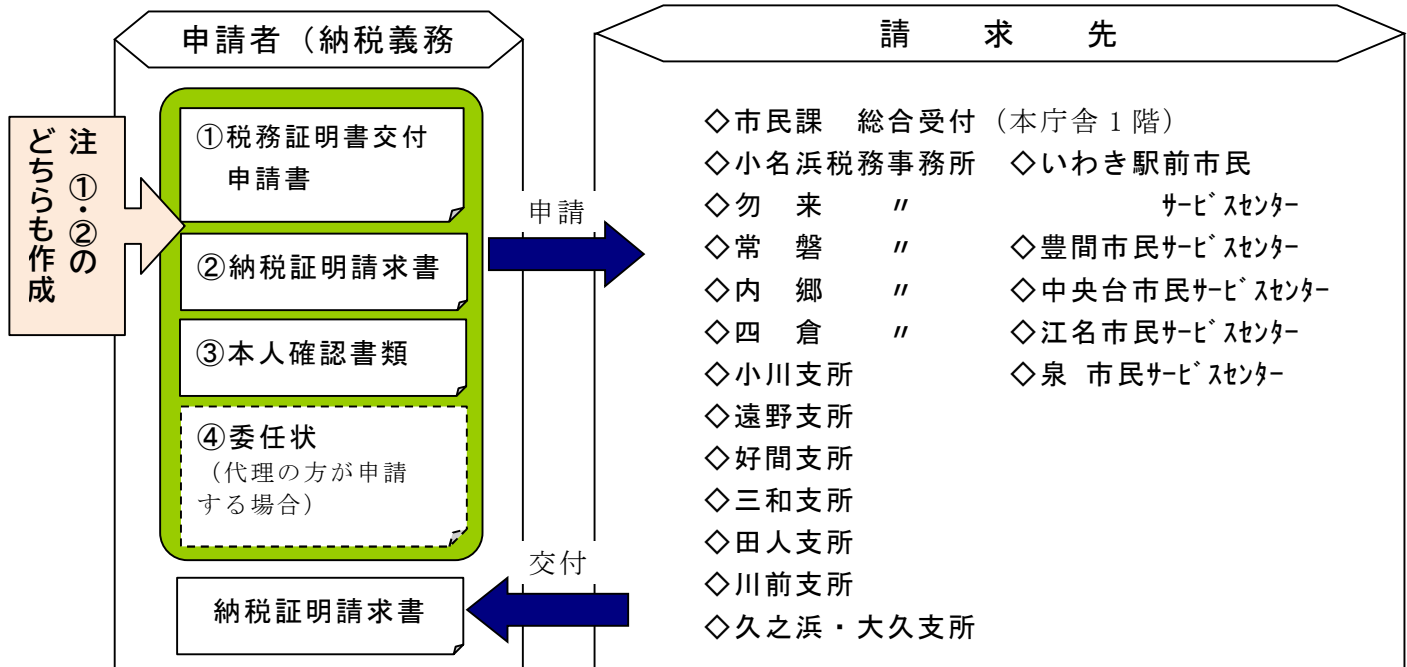 申請者（納税義務
注 ①・②の
どちらも作成
①税務証明書交付
申請書
②納税証明請求書
③本人確認書類
④委任状
（代理の方が申請
する場合）
申請
交付
納税証明請求書
請 求 先
◇市民課 総合受付（本庁舎1階）
◇小名浜税務事務所 ◇いわき駅前市民
◇勿 来 〃 ｻｰﾋﾞｽｾﾝﾀｰ
◇常 磐 〃 ◇豊間市民ｻｰﾋﾞｽｾﾝﾀｰ
◇内 郷 〃 ◇中央台市民ｻｰﾋﾞｽｾﾝﾀｰ
◇四 倉 〃 ◇江名市民ｻｰﾋﾞｽｾﾝﾀｰ
◇小川支所 ◇泉 市民ｻｰﾋﾞｽｾﾝﾀｰ
◇遠野支所
◇好間支所
◇三和支所
◇田人支所
◇川前支所
◇久之浜・大久支所